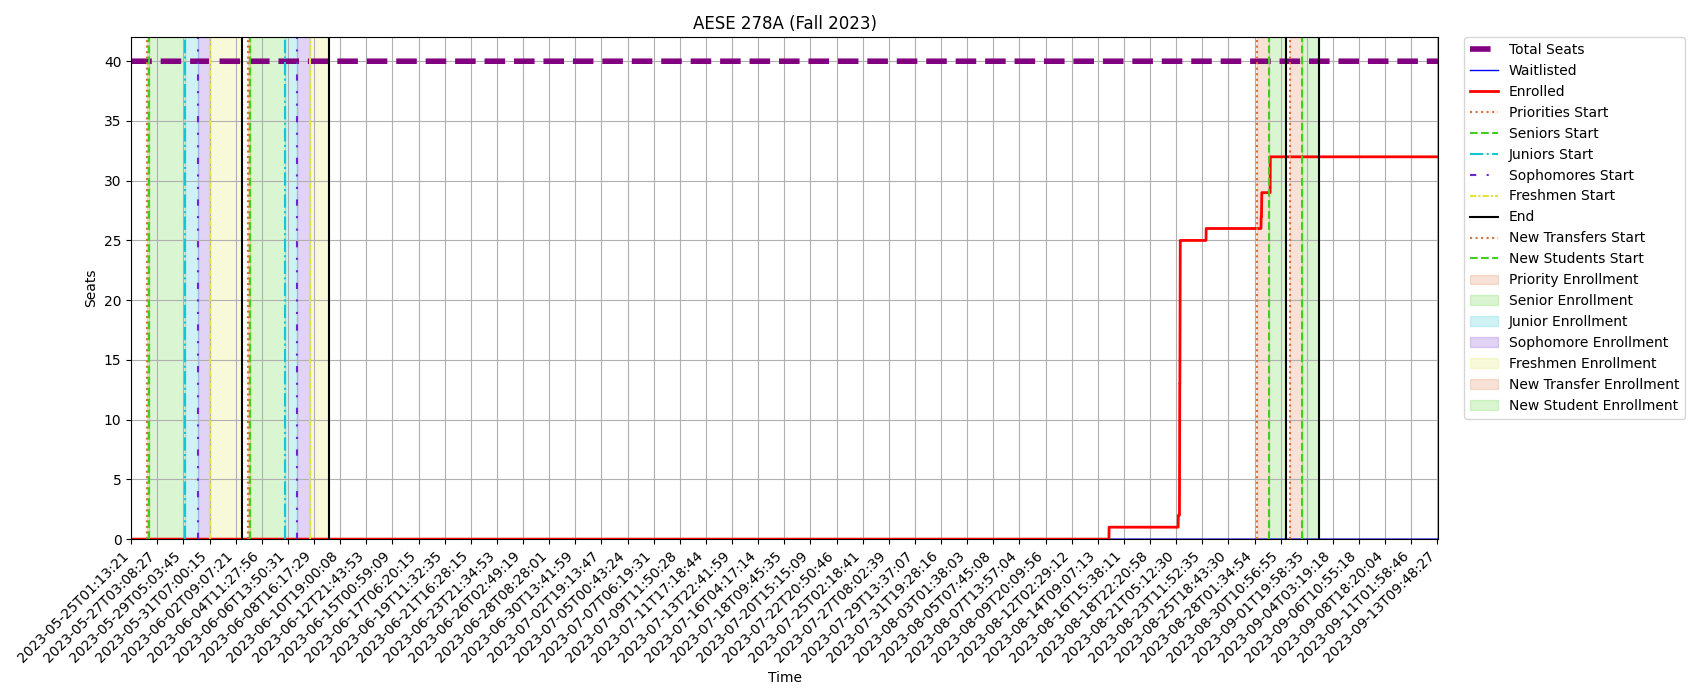 AESE 278A (Fall 2023)
Seats
40
35
30
25
20
15
10
5
0
2023-05-25T01:13:21
2023-05-27T03:08:27
2023-05-29T05:03:45
2023-05-31T07:00:15
2023-06-02T09:07:21
2023-06-04T11:27:56
2023-06-06T13:50:31
2023-06-08T16:17:29
2023-06-10T19:00:08
2023-06-12T21:43:53
2023-06-15T00:59:09
2023-06-17T06:20:15
2023-06-19T11:32:35
2023-06-21T16:28:15
2023-06-23T21:34:53
2023-06-26T02:49:19
2023-06-28T08:28:01
2023-06-30T13:41:59
2023-07-02T19:13:47
2023-07-05T00:43:24
2023-07-07T06:19:31
2023-07-09T11:50:28
2023-07-11T17:18:44
2023-07-13T22:41:59
2023-07-16T04:17:14
2023-07-18T09:45:35
2023-07-20T15:15:09
2023-07-22T20:50:46
2023-07-25T02:18:41
2023-07-27T08:02:39
2023-07-29T13:37:07
2023-07-31T19:28:16
2023-08-03T01:38:03
2023-08-05T07:45:08
2023-08-07T13:57:04
2023-08-09T20:09:56
2023-08-12T02:29:12
2023-08-14T09:07:13
2023-08-16T15:38:11
2023-08-18T22:20:58
2023-08-21T05:12:30
2023-08-23T11:52:35
2023-08-25T18:43:30
2023-08-28T01:34:54
2023-08-30T10:56:55
2023-09-01T19:58:35
2023-09-04T03:19:18
2023-09-06T10:55:18
2023-09-08T18:20:04
2023-09-11T01:58:46
2023-09-13T09:48:27
Time
Total Seats
Waitlisted
Enrolled
Priorities Start
Seniors Start
Juniors Start
Sophomores Start
Freshmen Start
End
New Transfers Start
New Students Start
Priority Enrollment
Senior Enrollment
Junior Enrollment
Sophomore Enrollment
Freshmen Enrollment
New Transfer Enrollment
New Student Enrollment